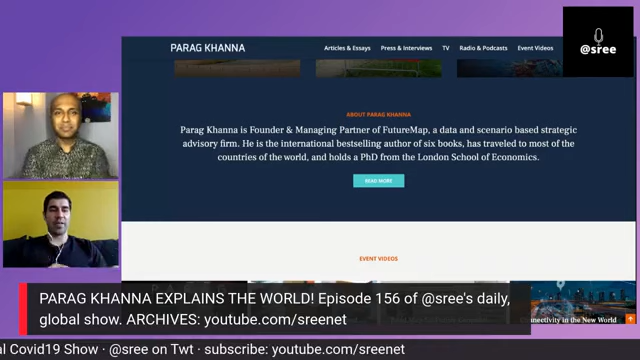 PARAG KHANNA
Articles & Essays Press & Interviews TV Radio & Podcasts Event Videos
@sree
ABOUT PARAG KHANNA
Parag Khanna is Founder & Managing Partner of FutureMap, a data and scenario based strategic
advisory firm. He is the international bestselling author of six books, has traveled to most of the
countries of the world, and holds a PhD from the London School of Economics.
READ MORE
EVENT VIDEOS
Connectivity in the New World
PARAG KHANNA EXPLAINS THE WORLD! Episode 156 of @sree's daily,
global show. ARCHIVES: youtube.com/sreenet
al Covid19 Show · @sree on Twt · subscribe: youtube.com/sreenet